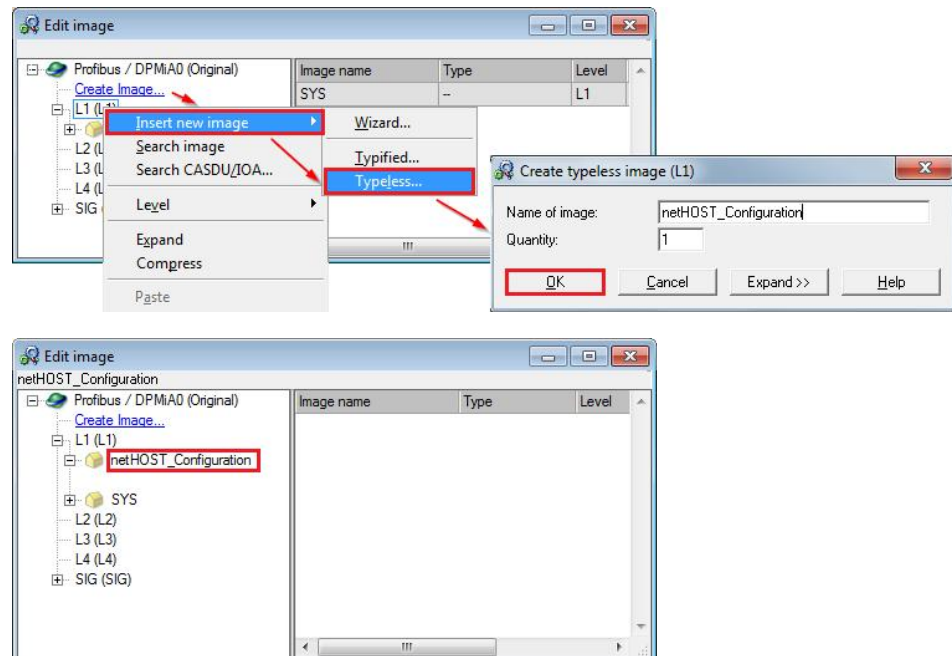 Edit image
Profibus / DPMiA0 (Original)
Create Image...
L1 (L1)
L2 (L
L3 (L
L4 (L
SIG
Image name Type Level
SYS -- L1
Insert new image
Search image
Search CASDU/IOA...
Level
Expand
Compress
Paste
Wizard...
Typified...
Typeless...
Create typeless image (L1)
Name of image: netHOST_Configuration
Quantity: 1
OK Cancel Expand >> Help
Edit image
netHOST_Configuration
Profibus / DPMiA0 (Original)
Create Image...
L1 (L1)
netHOST_Configuration
SYS
L2 (L2)
L3 (L3)
L4 (L4)
SIG (SIG)
Image name Type Level